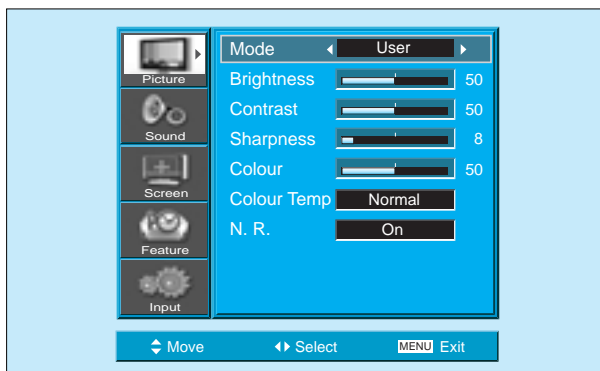 Picture
Sound
Screen
Feature
Input
Mode User
Brightness 50
Contrast 50
Sharpness 8
Colour 50
Colour Temp Normal
N. R. On
Move Select MENU Exit